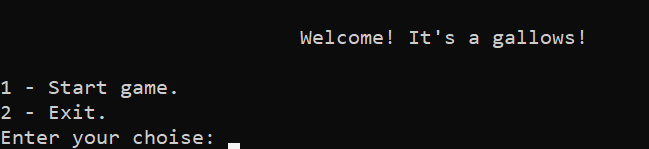 Welcome! It's a gallows!
1 - Start game.
2 - Exit.
Enter your choise: